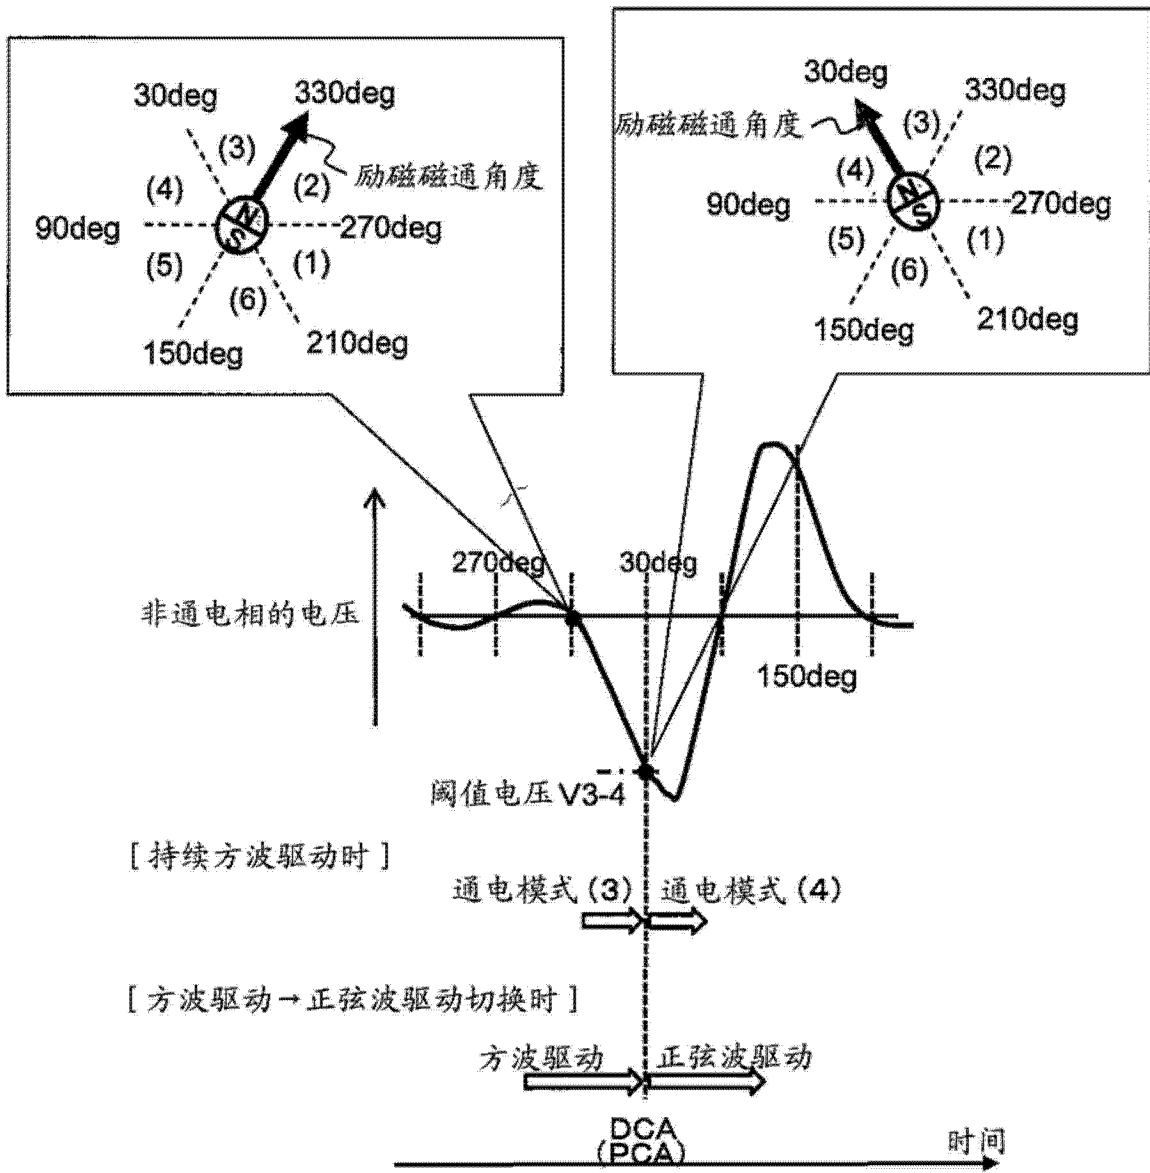 30deg
330deg
(3)
励磁磁通角度
(4)
(2)
N
S
90deg
270deg
(5)
(1)
(6)
150deg
210deg
30deg
330deg
励磁磁通角度
(3)
(4)
(2)
N
S
90deg
270deg
(5)
(1)
(6)
150deg
210deg
270deg
30deg
非通电相的电压
150deg
阈值电压V3-4
[持续方波驱动时]
通电模式(3) 通电模式(4)
[方波驱动→正弦波驱动切换时]
方波驱动 正弦波驱动
DCA
(PCA)
时间